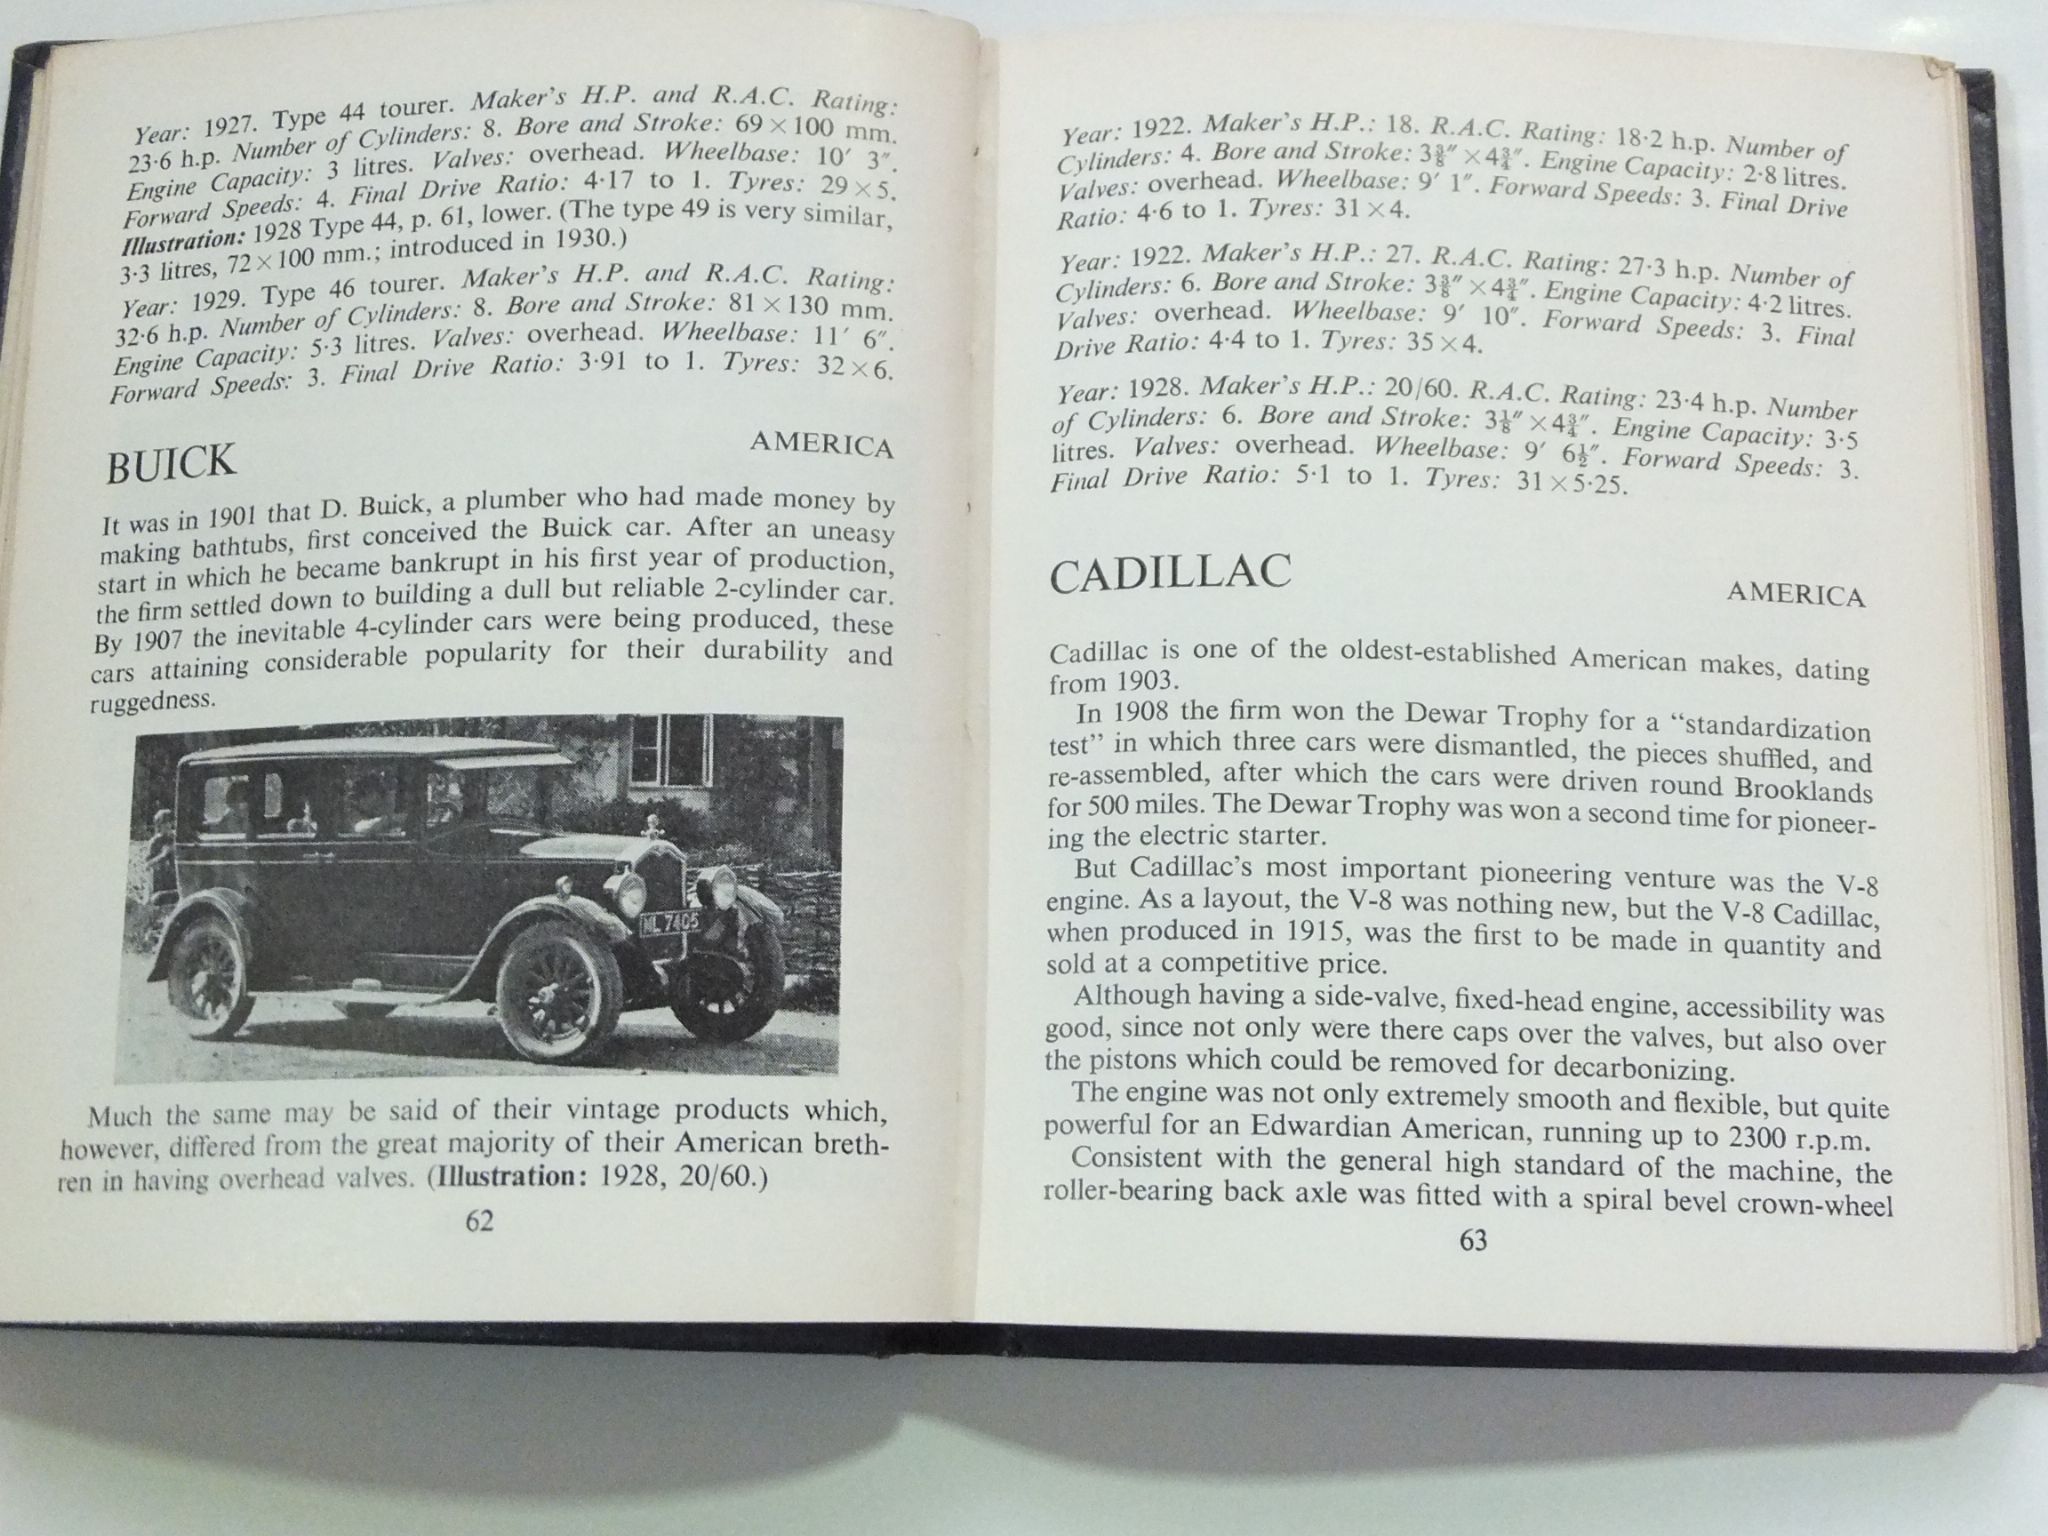 Year: 1927. Type 44 tourer. Maker's H.P. and R.A.C. Rating:
23·6 h.p. Number of Cylinders: 8. Bore and Stroke: 69 × 100 mm.
Engine Capacity: 3 litres. Valves: overhead. Wheelbase: 10′ 3″.
Forward Speeds: 4. Final Drive Ratio: 4·17 to 1. Tyres: 29 × 5.
Illustration: 1928 Type 44, p. 61, lower. (The type 49 is very similar,
3·3 litres, 72 × 100 mm.; introduced in 1930.)
Year: 1929. Type 46 tourer. Maker's H.P. and R.A.C. Rating:
32·6 h.p. Number of Cylinders: 8. Bore and Stroke: 81 × 130 mm.
Engine Capacity: 5·3 litres. Valves: overhead. Wheelbase: 11′ 6″.
Forward Speeds: 3. Final Drive Ratio: 3·91 to 1. Tyres: 32 × 6.
BUICK AMERICA
It was in 1901 that D. Buick, a plumber who had made money by
making bathtubs, first conceived the Buick car. After an uneasy
start in which he became bankrupt in his first year of production,
the firm settled down to building a dull but reliable 2-cylinder car.
By 1907 the inevitable 4-cylinder cars were being produced, these
cars attaining considerable popularity for their durability and
ruggedness.
ML 7405
Much the same may be said of their vintage products which,
however, differed from the great majority of their American breth-
ren in having overhead valves. (Illustration: 1928, 20/60.)
62
Year: 1922. Maker's H.P.: 18. R.A.C. Rating: 18·2 h.p. Number of
Cylinders: 4. Bore and Stroke: 3⅜″ × 4¾″. Engine Capacity: 2·8 litres.
Valves: overhead. Wheelbase: 9′ 1″. Forward Speeds: 3. Final Drive
Ratio: 4·6 to 1. Tyres: 31 × 4.
Year: 1922. Maker's H.P.: 27. R.A.C. Rating: 27·3 h.p. Number of
Cylinders: 6. Bore and Stroke: 3⅜″ × 4¾″. Engine Capacity: 4·2 litres.
Valves: overhead. Wheelbase: 9′ 10″. Forward Speeds: 3. Final
Drive Ratio: 4·4 to 1. Tyres: 35 × 4.
Year: 1928. Maker's H.P.: 20/60. R.A.C. Rating: 23·4 h.p. Number
of Cylinders: 6. Bore and Stroke: 3⅛″ × 4¾″. Engine Capacity: 3·5
litres. Valves: overhead. Wheelbase: 9′ 6½″. Forward Speeds: 3.
Final Drive Ratio: 5·1 to 1. Tyres: 31 × 5·25.
CADILLAC AMERICA
Cadillac is one of the oldest-established American makes, dating
from 1903.
In 1908 the firm won the Dewar Trophy for a “standardization
test” in which three cars were dismantled, the pieces shuffled, and
re-assembled, after which the cars were driven round Brooklands
for 500 miles. The Dewar Trophy was won a second time for pioneer-
ing the electric starter.
But Cadillac's most important pioneering venture was the V-8
engine. As a layout, the V-8 was nothing new, but the V-8 Cadillac,
when produced in 1915, was the first to be made in quantity and
sold at a competitive price.
Although having a side-valve, fixed-head engine, accessibility was
good, since not only were there caps over the valves, but also over
the pistons which could be removed for decarbonizing.
The engine was not only extremely smooth and flexible, but quite
powerful for an Edwardian American, running up to 2300 r.p.m.
Consistent with the general high standard of the machine, the
roller-bearing back axle was fitted with a spiral bevel crown-wheel
63